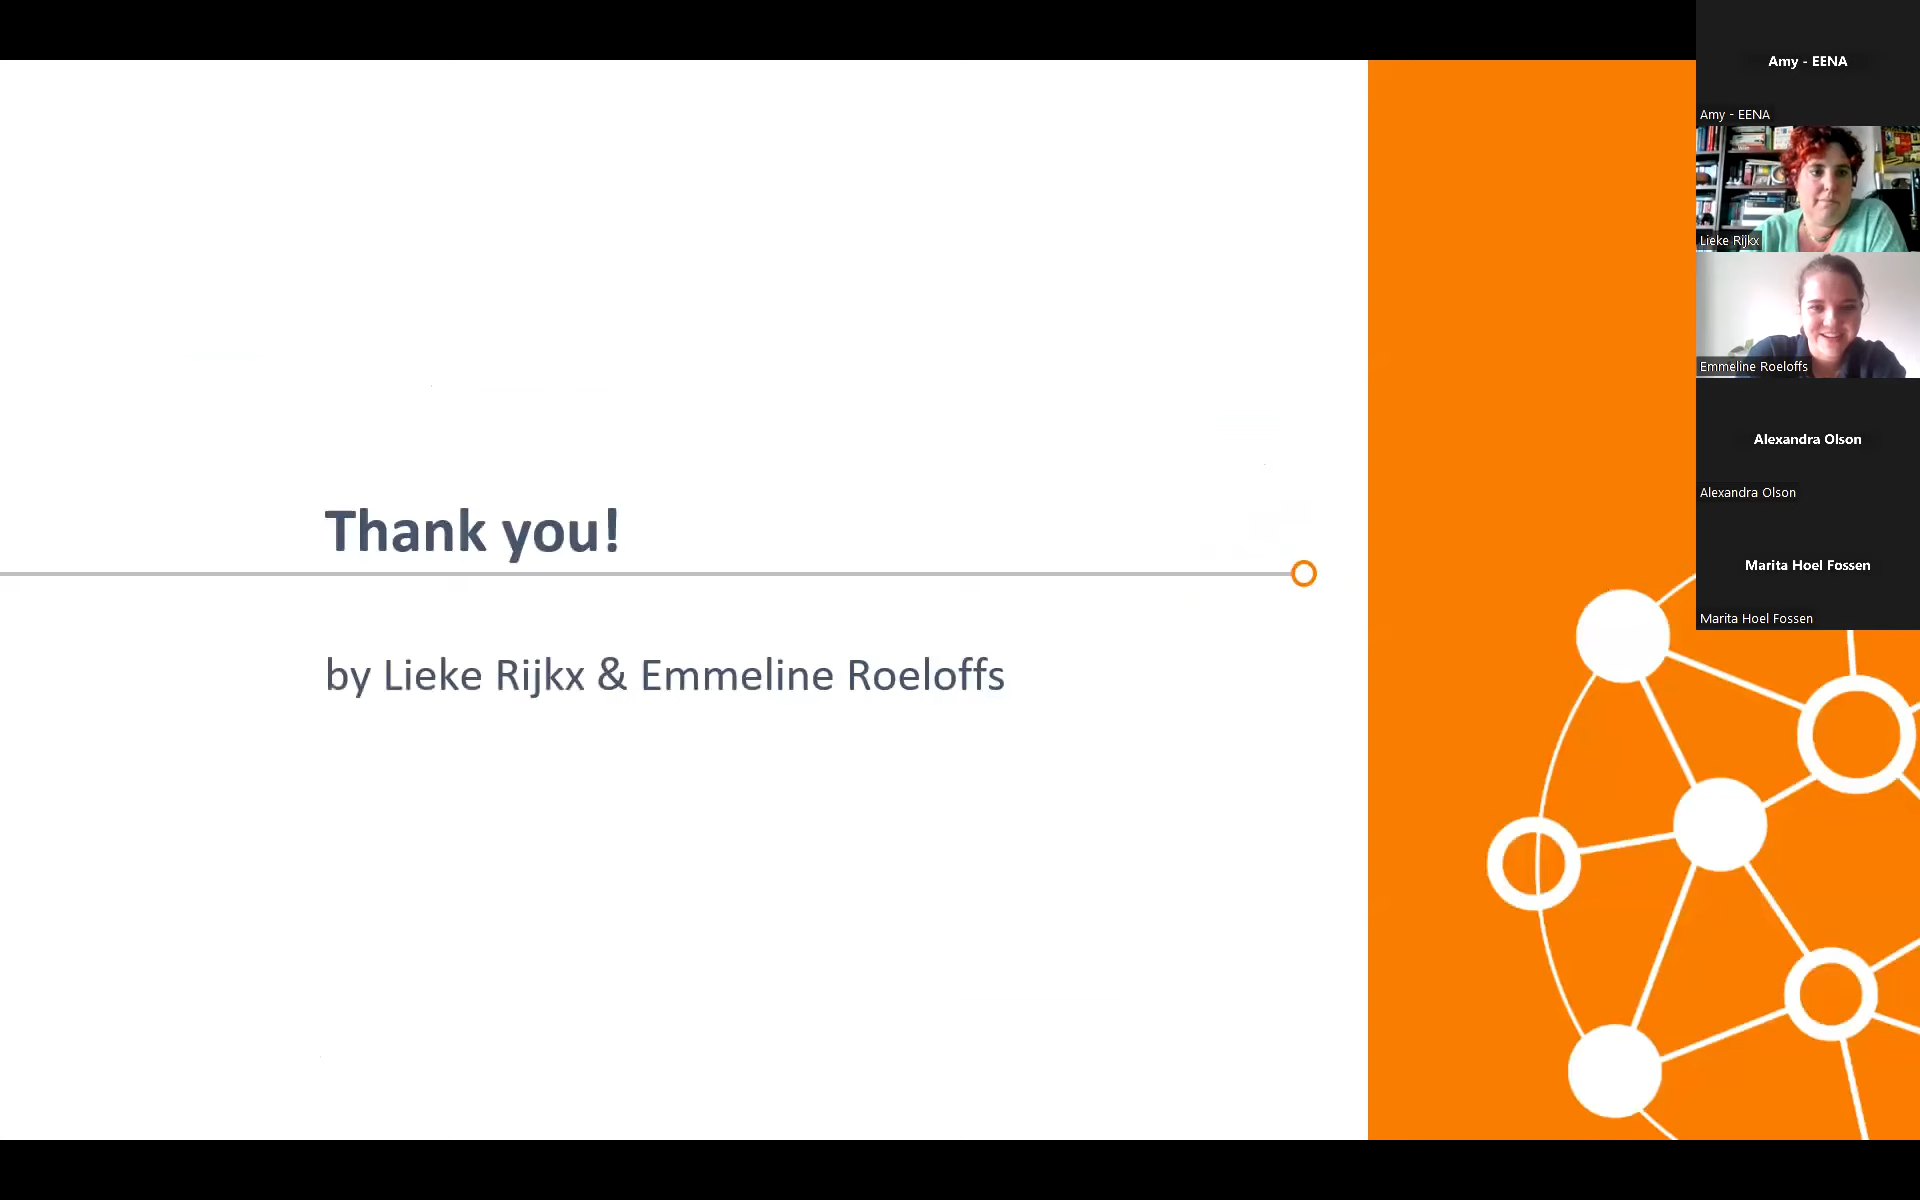 Thank you!
by Lieke Rijkx & Emmeline Roeloffs
Amy - EENA
Amy - EENA
Lieke Rijkx
Emmeline Roeloffs
Alexandra Olson
Alexandra Olson
Marita Hoel Fossen
Marita Hoel Fossen